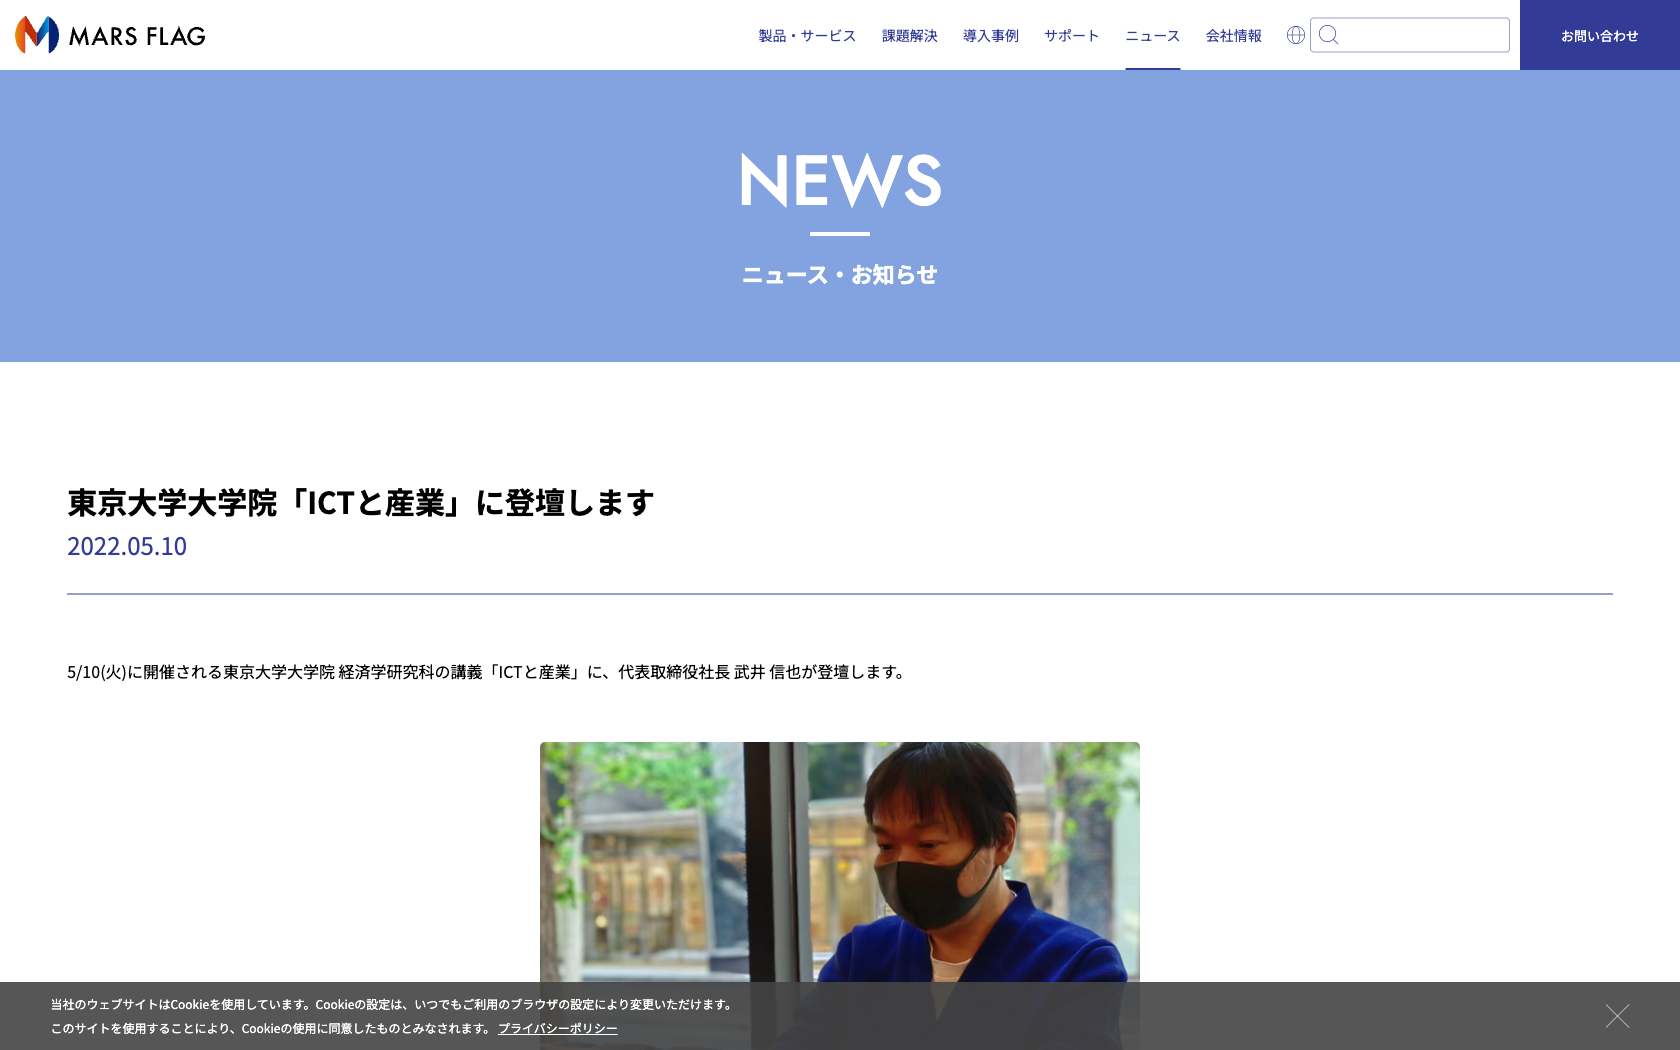 MARS FLAG
製品・サービス
課題解決
導入事例
サポート
ニュース
会社情報
お問い合わせ
NEWS
ニュース・お知らせ
東京大学大学院「ICTと産業」に登壇します
2022.05.10
5/10(火)に開催される東京大学大学院 経済学研究科の講義「ICTと産業」に、代表取締役社長 武井 信也が登壇します。
当社のウェブサイトはCookieを使用しています。Cookieの設定は、いつでもご利用のブラウザの設定により変更いただけます。
このサイトを使用することにより、Cookieの使用に同意したものとみなされます。 プライバシーポリシー